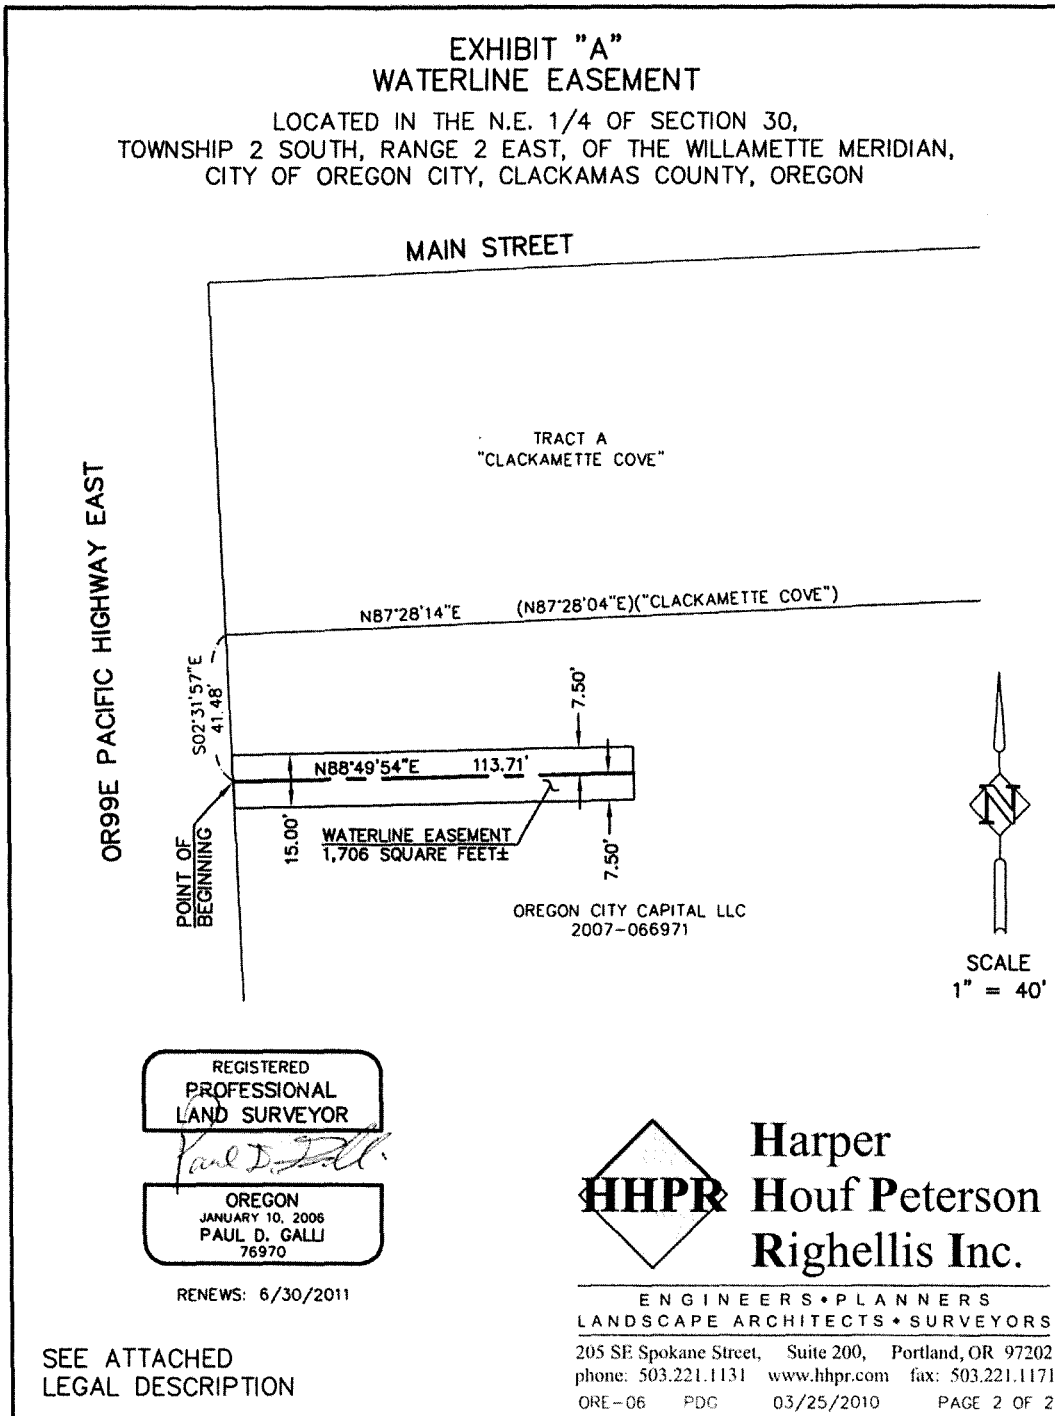 EXHIBIT "A"
WATERLINE EASEMENT
LOCATED IN THE N.E. 1/4 OF SECTION 30,
TOWNSHIP 2 SOUTH, RANGE 2 EAST, OF THE WILLAMETTE MERIDIAN,
CITY OF OREGON CITY, CLACKAMAS COUNTY, OREGON
MAIN STREET
TRACT A
"CLACKAMETTE COVE"
OR99E PACIFIC HIGHWAY EAST
N87°28'14"E (N87°28'04"E)("CLACKAMETTE COVE")
S02°31'57"E
41.48'
7.50'
N88°49'54"E 113.71'
15.00'
WATERLINE EASEMENT
1,706 SQUARE FEET±
7.50'
POINT OF
BEGINNING
OREGON CITY CAPITAL LLC
2007-066971
N
SCALE
1" = 40'
REGISTERED
PROFESSIONAL
LAND SURVEYOR
Paul D. Galli
OREGON
JANUARY 10, 2006
PAUL D. GALLI
76970
RENEWS: 6/30/2011
SEE ATTACHED
LEGAL DESCRIPTION
HHPR
Harper
Houf Peterson
Righellis Inc.
ENGINEERS•PLANNERS
LANDSCAPE ARCHITECTS•SURVEYORS
205 SE Spokane Street, Suite 200, Portland, OR 97202
phone: 503.221.1131 www.hhpr.com fax: 503.221.1171
ORE-06 PDG 03/25/2010 PAGE 2 OF 2